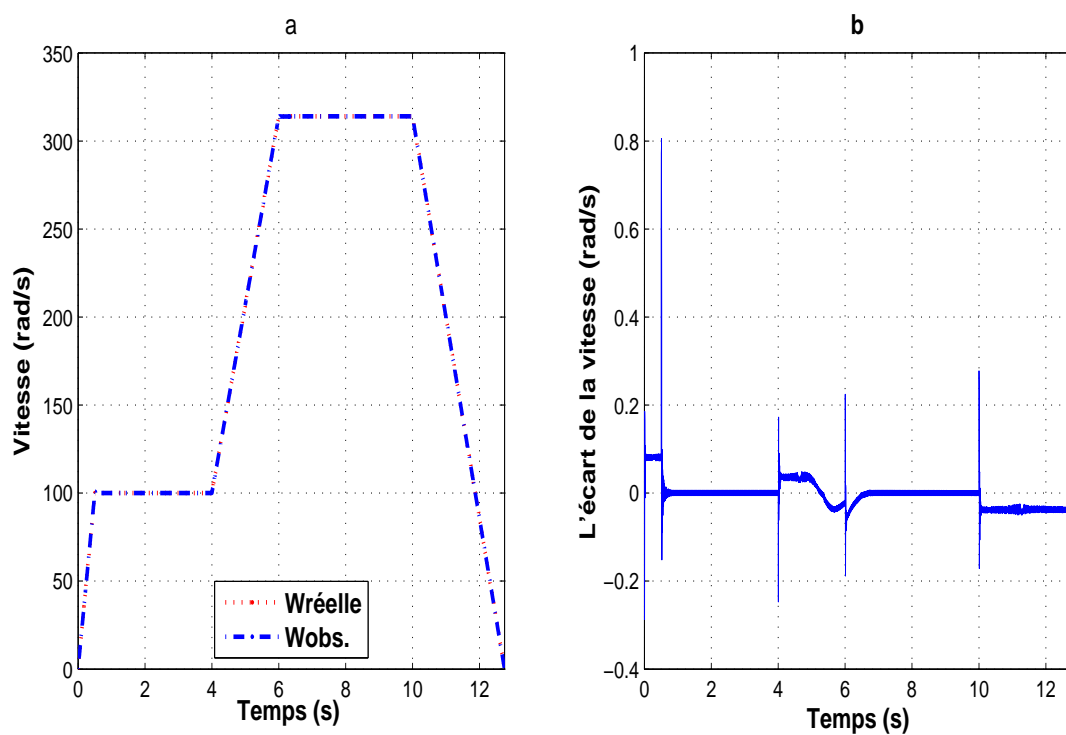 a
350
300
250
200
150
100
50
0
0 2 4 6 8 10 12
Vitesse (rad/s)
Temps (s)
Wréelle
Wobs.
b
1
0.8
0.6
0.4
0.2
0
−0.2
−0.4
0 2 4 6 8 10 12
L'écart de la vitesse (rad/s)
Temps (s)